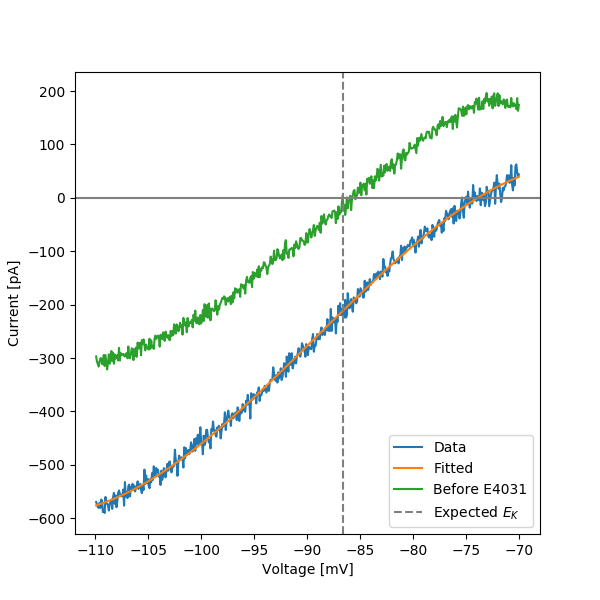 200
100
0
−100
−200
−300
−400
−500
−600
Current [pA]
−110 −105 −100 −95 −90 −85 −80 −75 −70
Voltage [mV]
Data
Fitted
Before E4031
Expected E_K